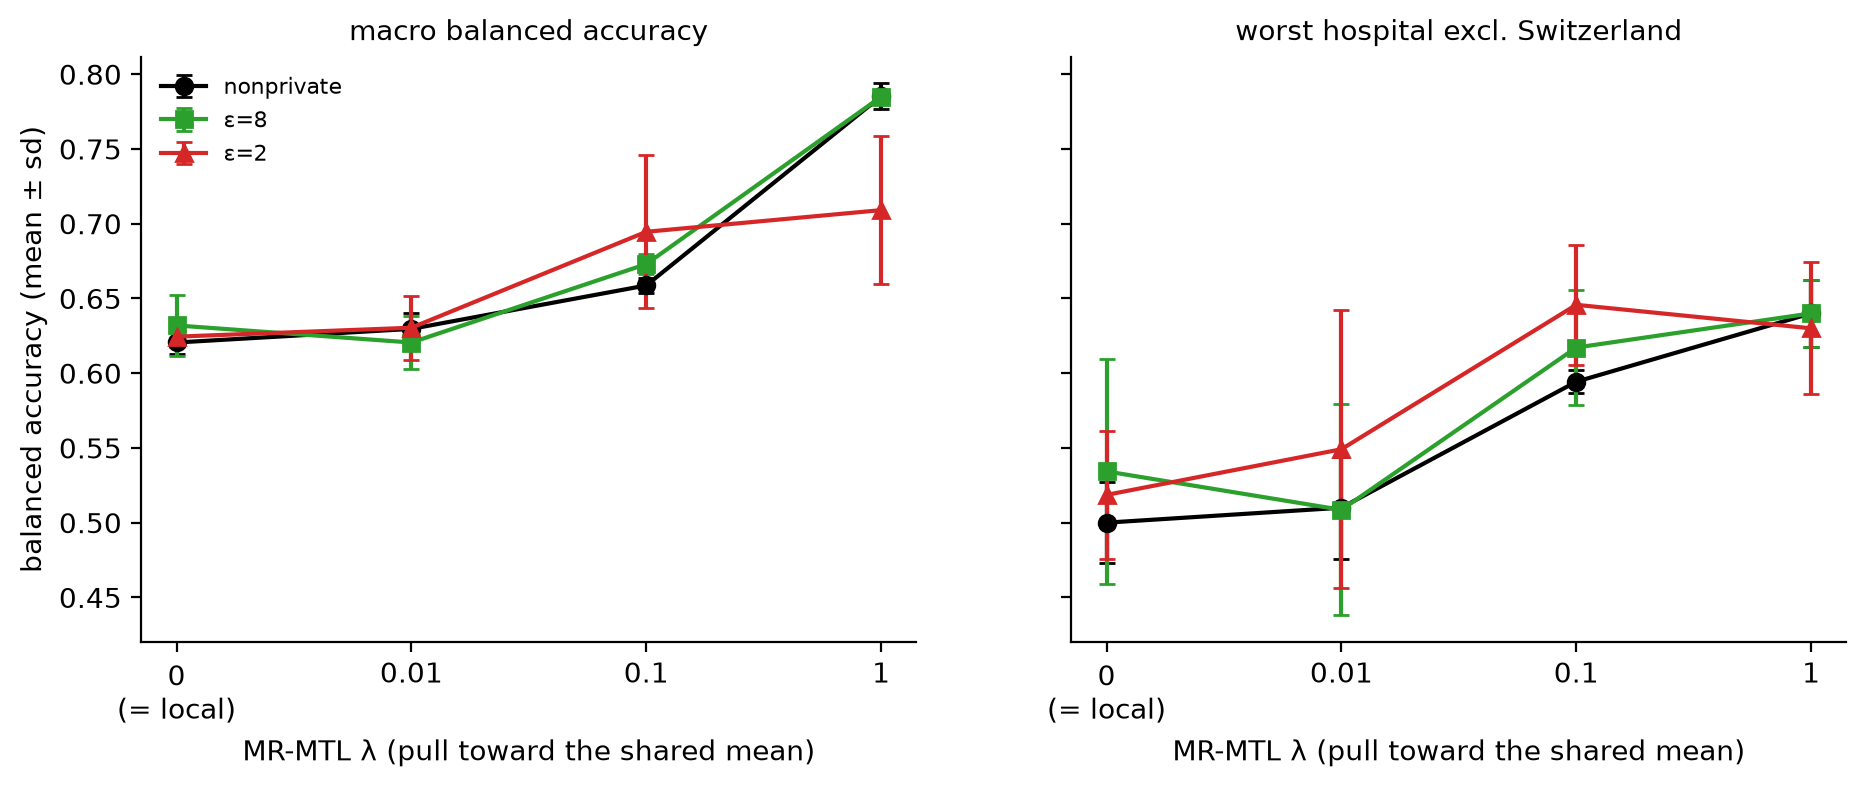 macro balanced accuracy
worst hospital excl. Switzerland
balanced accuracy (mean ± sd)
0.80
0.75
0.70
0.65
0.60
0.55
0.50
0.45
nonprivate
ε=8
ε=2
0
(= local)
0.01
0.1
1
MR-MTL λ (pull toward the shared mean)
0
(= local)
0.01
0.1
1
MR-MTL λ (pull toward the shared mean)